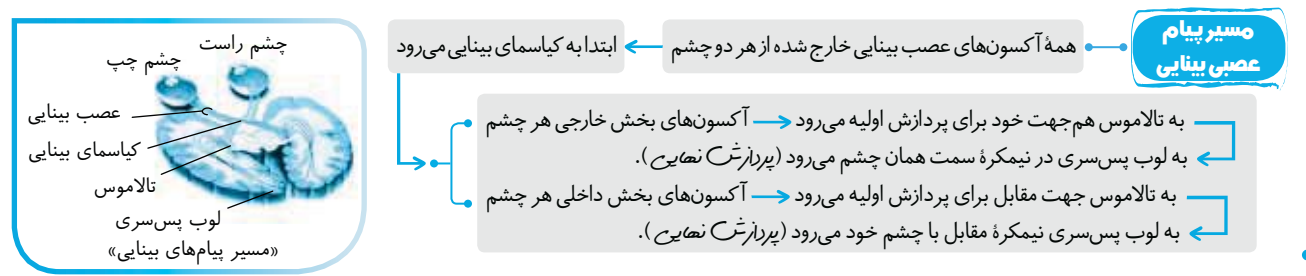 مسیر پیام
عصبی بینایی
همهٔ آکسون‌های عصب بینایی خارج شده از هر دو چشم
ابتدا به کیاسمای بینایی می‌رود
آکسون‌های بخش خارجی هر چشم ← به تالاموس هم‌جهت خود برای پردازش اولیه می‌رود
به لوب پس‌سری در نیمکرهٔ سمت همان چشم می‌رود (پردازش نهایی).
آکسون‌های بخش داخلی هر چشم ← به تالاموس جهت مقابل برای پردازش اولیه می‌رود
به لوب پس‌سری نیمکرهٔ مقابل با چشم خود می‌رود (پردازش نهایی).
چشم راست
چشم چپ
عصب بینایی
کیاسمای بینایی
تالاموس
لوب پس‌سری
«مسیر پیام‌های بینایی»